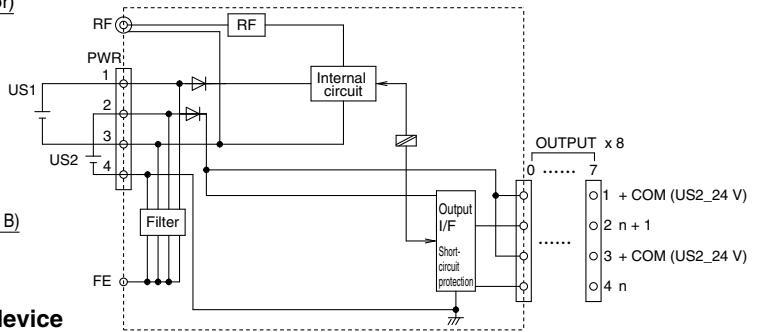 or)
RF
RF
PWR
1
US1
Internal
circuit
2
3
US2
4
OUTPUT x 8
0 ...... 7
1 + COM (US2_24 V)
Output
I/F
B)
Filter
2 n + 1
Short-
circuit
protection
......
3 + COM (US2_24 V)
FE
4 n
device